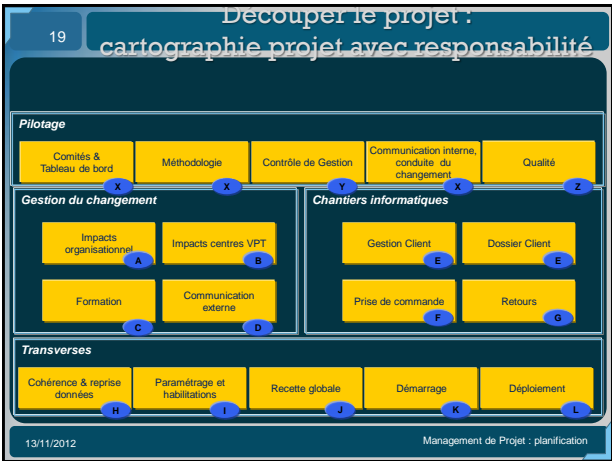 19
Découper le projet :
cartographie projet avec responsabilité
Pilotage
Comités &
Tableau de bord
X
Méthodologie
X
Contrôle de Gestion
Y
Communication interne,
conduite du
changement
X
Qualité
Z
Gestion du changement
Impacts
organisationnel
A
Impacts centres VPT
B
Formation
C
Communication
externe
D
Chantiers informatiques
Gestion Client
E
Dossier Client
E
Prise de commande
F
Retours
G
Transverses
Cohérence & reprise
données
H
Paramétrage et
habilitations
I
Recette globale
J
Démarrage
K
Déploiement
L
13/11/2012
Management de Projet : planification